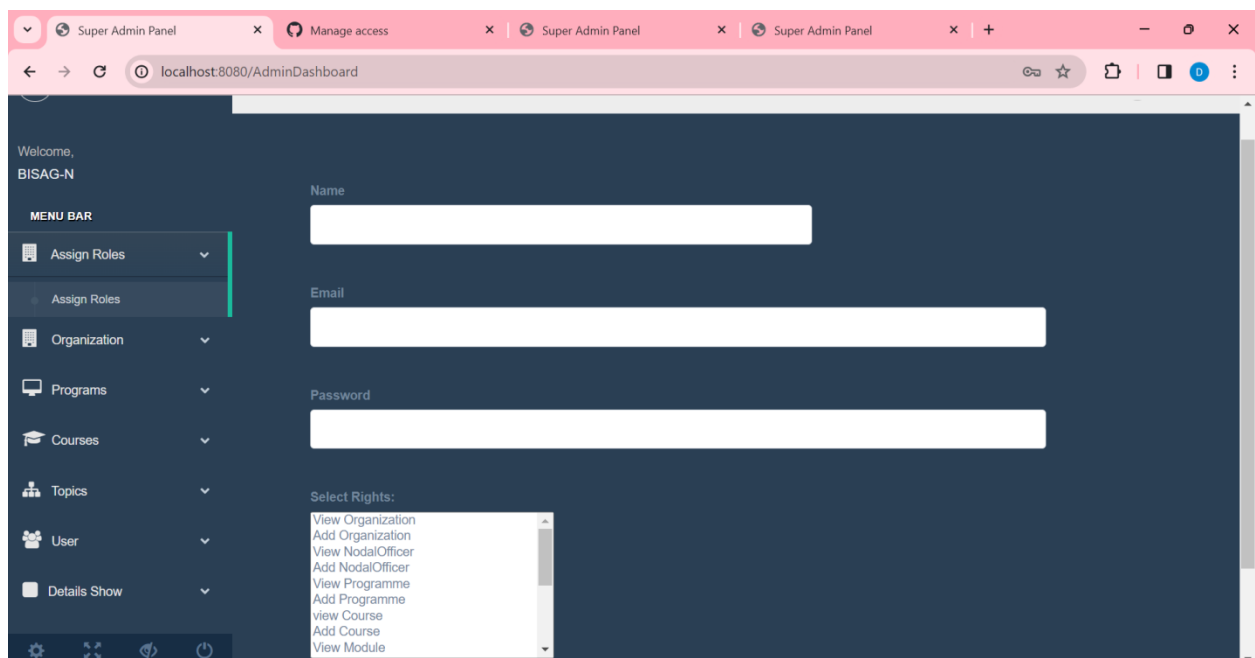 Super Admin Panel
Manage access
Super Admin Panel
Super Admin Panel
localhost:8080/AdminDashboard
D
Welcome,
BISAG-N
MENU BAR
Assign Roles
Assign Roles
Organization
Programs
Courses
Topics
User
Details Show
Name
Email
Password
Select Rights:
View Organization
Add Organization
View NodalOfficer
Add NodalOfficer
View Programme
Add Programme
view Course
Add Course
View Module